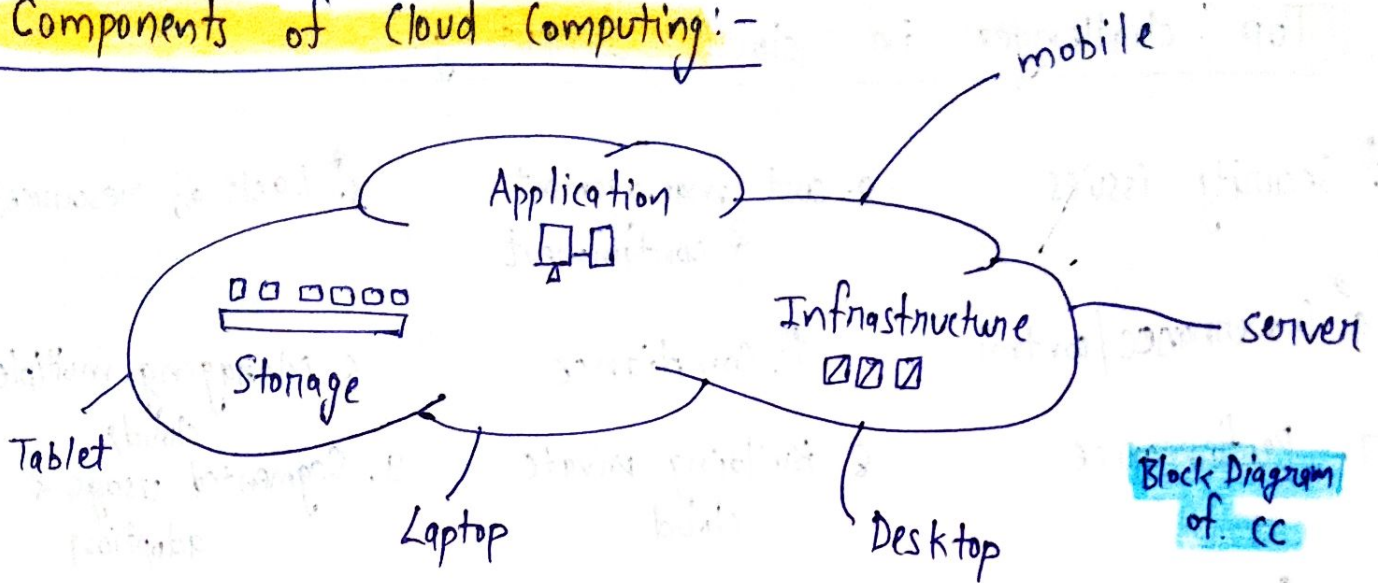 Components of Cloud Computing:-
mobile
Application
Infrastructure
server
Storage
Tablet
Laptop
Desktop
Block Diagram
of CC